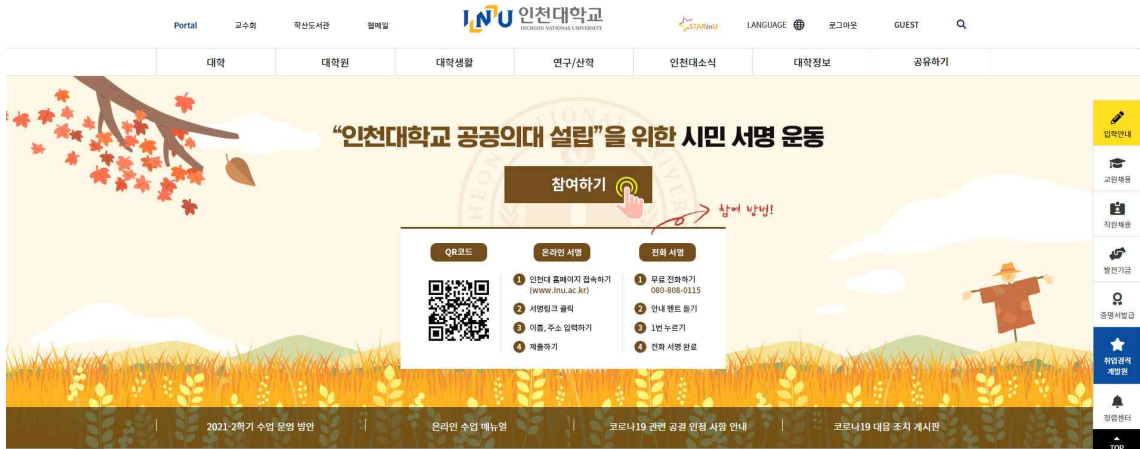 Portal 교수회 학산도서관 웹메일
INU 인천대학교
INCHEON NATIONAL UNIVERSITY
STARinU LANGUAGE 로그아웃 GUEST
대학 대학원 대학생활 연구/산학 인천대소식 대학정보 공유하기
“인천대학교 공공의대 설립”을 위한 시민 서명 운동
참여하기
참여 방법!
QR코드
온라인 서명
1 인천대 홈페이지 접속하기
(www.inu.ac.kr)
2 서명링크 클릭
3 이름, 주소 입력하기
4 제출하기
전화 서명
1 무료 전화하기
080-808-0115
2 안내 멘트 듣기
3 1번 누르기
4 전화 서명 완료
입학안내
교원채용
직원채용
발전기금
증명서발급
취업경력
개발원
청렴센터
TOP
2021-2학기 수업 운영 방안 온라인 수업 매뉴얼 코로나19 관련 공결 인정 사항 안내 코로나19 대응 조치 게시판